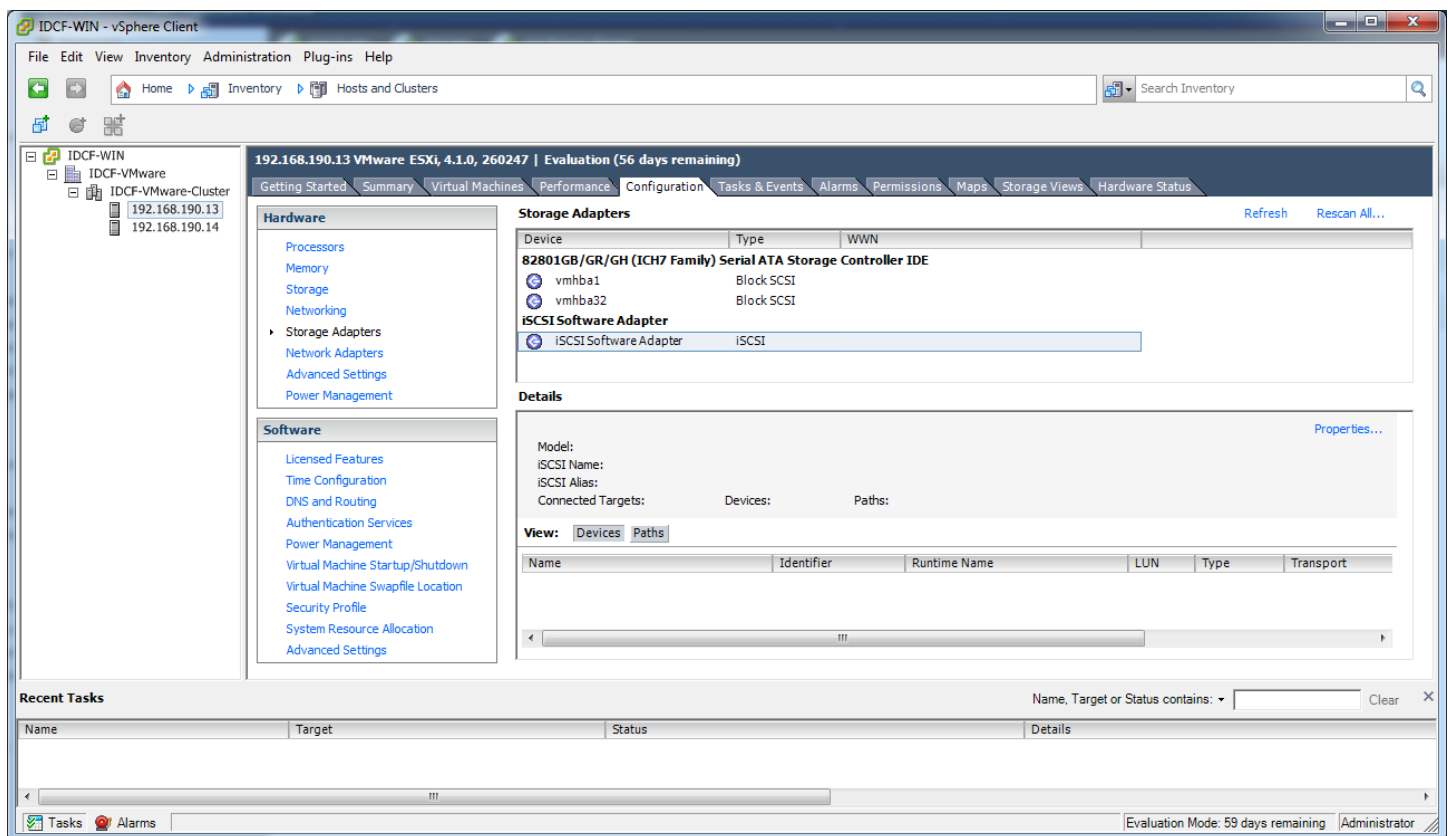 IDCF-WIN - vSphere Client
File Edit View Inventory Administration Plug-ins Help
Home Inventory Hosts and Clusters
Search Inventory
IDCF-WIN
IDCF-VMware
IDCF-VMware-Cluster
192.168.190.13
192.168.190.14
192.168.190.13 VMware ESXi, 4.1.0, 260247 | Evaluation (56 days remaining)
Getting Started Summary Virtual Machines Performance Configuration Tasks & Events Alarms Permissions Maps Storage Views Hardware Status
Hardware
Processors
Memory
Storage
Networking
Storage Adapters
Network Adapters
Advanced Settings
Power Management
Software
Licensed Features
Time Configuration
DNS and Routing
Authentication Services
Power Management
Virtual Machine Startup/Shutdown
Virtual Machine Swapfile Location
Security Profile
System Resource Allocation
Advanced Settings
Storage Adapters
Refresh Rescan All...
Device Type WWN
82801GB/GR/GH (ICH7 Family) Serial ATA Storage Controller IDE
vmhba1 Block SCSI
vmhba32 Block SCSI
iSCSI Software Adapter
iSCSI Software Adapter iSCSI
Details
Properties...
Model:
iSCSI Name:
iSCSI Alias:
Connected Targets: Devices: Paths:
View: Devices Paths
Name Identifier Runtime Name LUN Type Transport
Recent Tasks
Name, Target or Status contains: Clear
Name Target Status Details
Tasks Alarms
Evaluation Mode: 59 days remaining Administrator